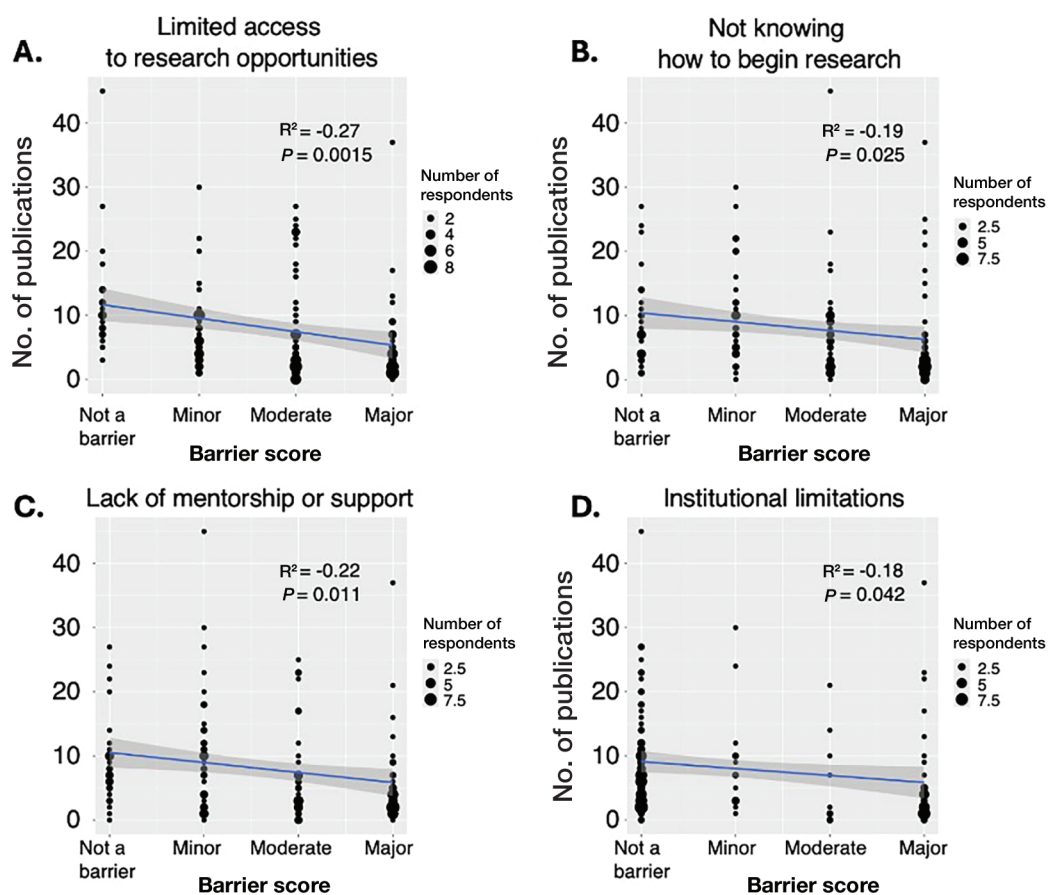 A.
Limited access
to research opportunities
No. of publications
40
30
20
10
0
R² = -0.27
P = 0.0015
Number of
respondents
2
4
6
8
Not a
barrier
Minor
Moderate
Major
Barrier score
B.
Not knowing
how to begin research
No. of publications
40
30
20
10
0
R² = -0.19
P = 0.025
Number of
respondents
2.5
5
7.5
Not a
barrier
Minor
Moderate
Major
Barrier score
C.
Lack of mentorship or support
40
30
20
10
0
R² = -0.22
P = 0.011
Number of
respondents
2.5
5
7.5
Not a
barrier
Minor
Moderate
Major
Barrier score
D.
Institutional limitations
No. of publications
40
30
20
10
0
R² = -0.18
P = 0.042
Number of
respondents
2.5
5
7.5
Not a
barrier
Minor
Moderate
Major
Barrier score